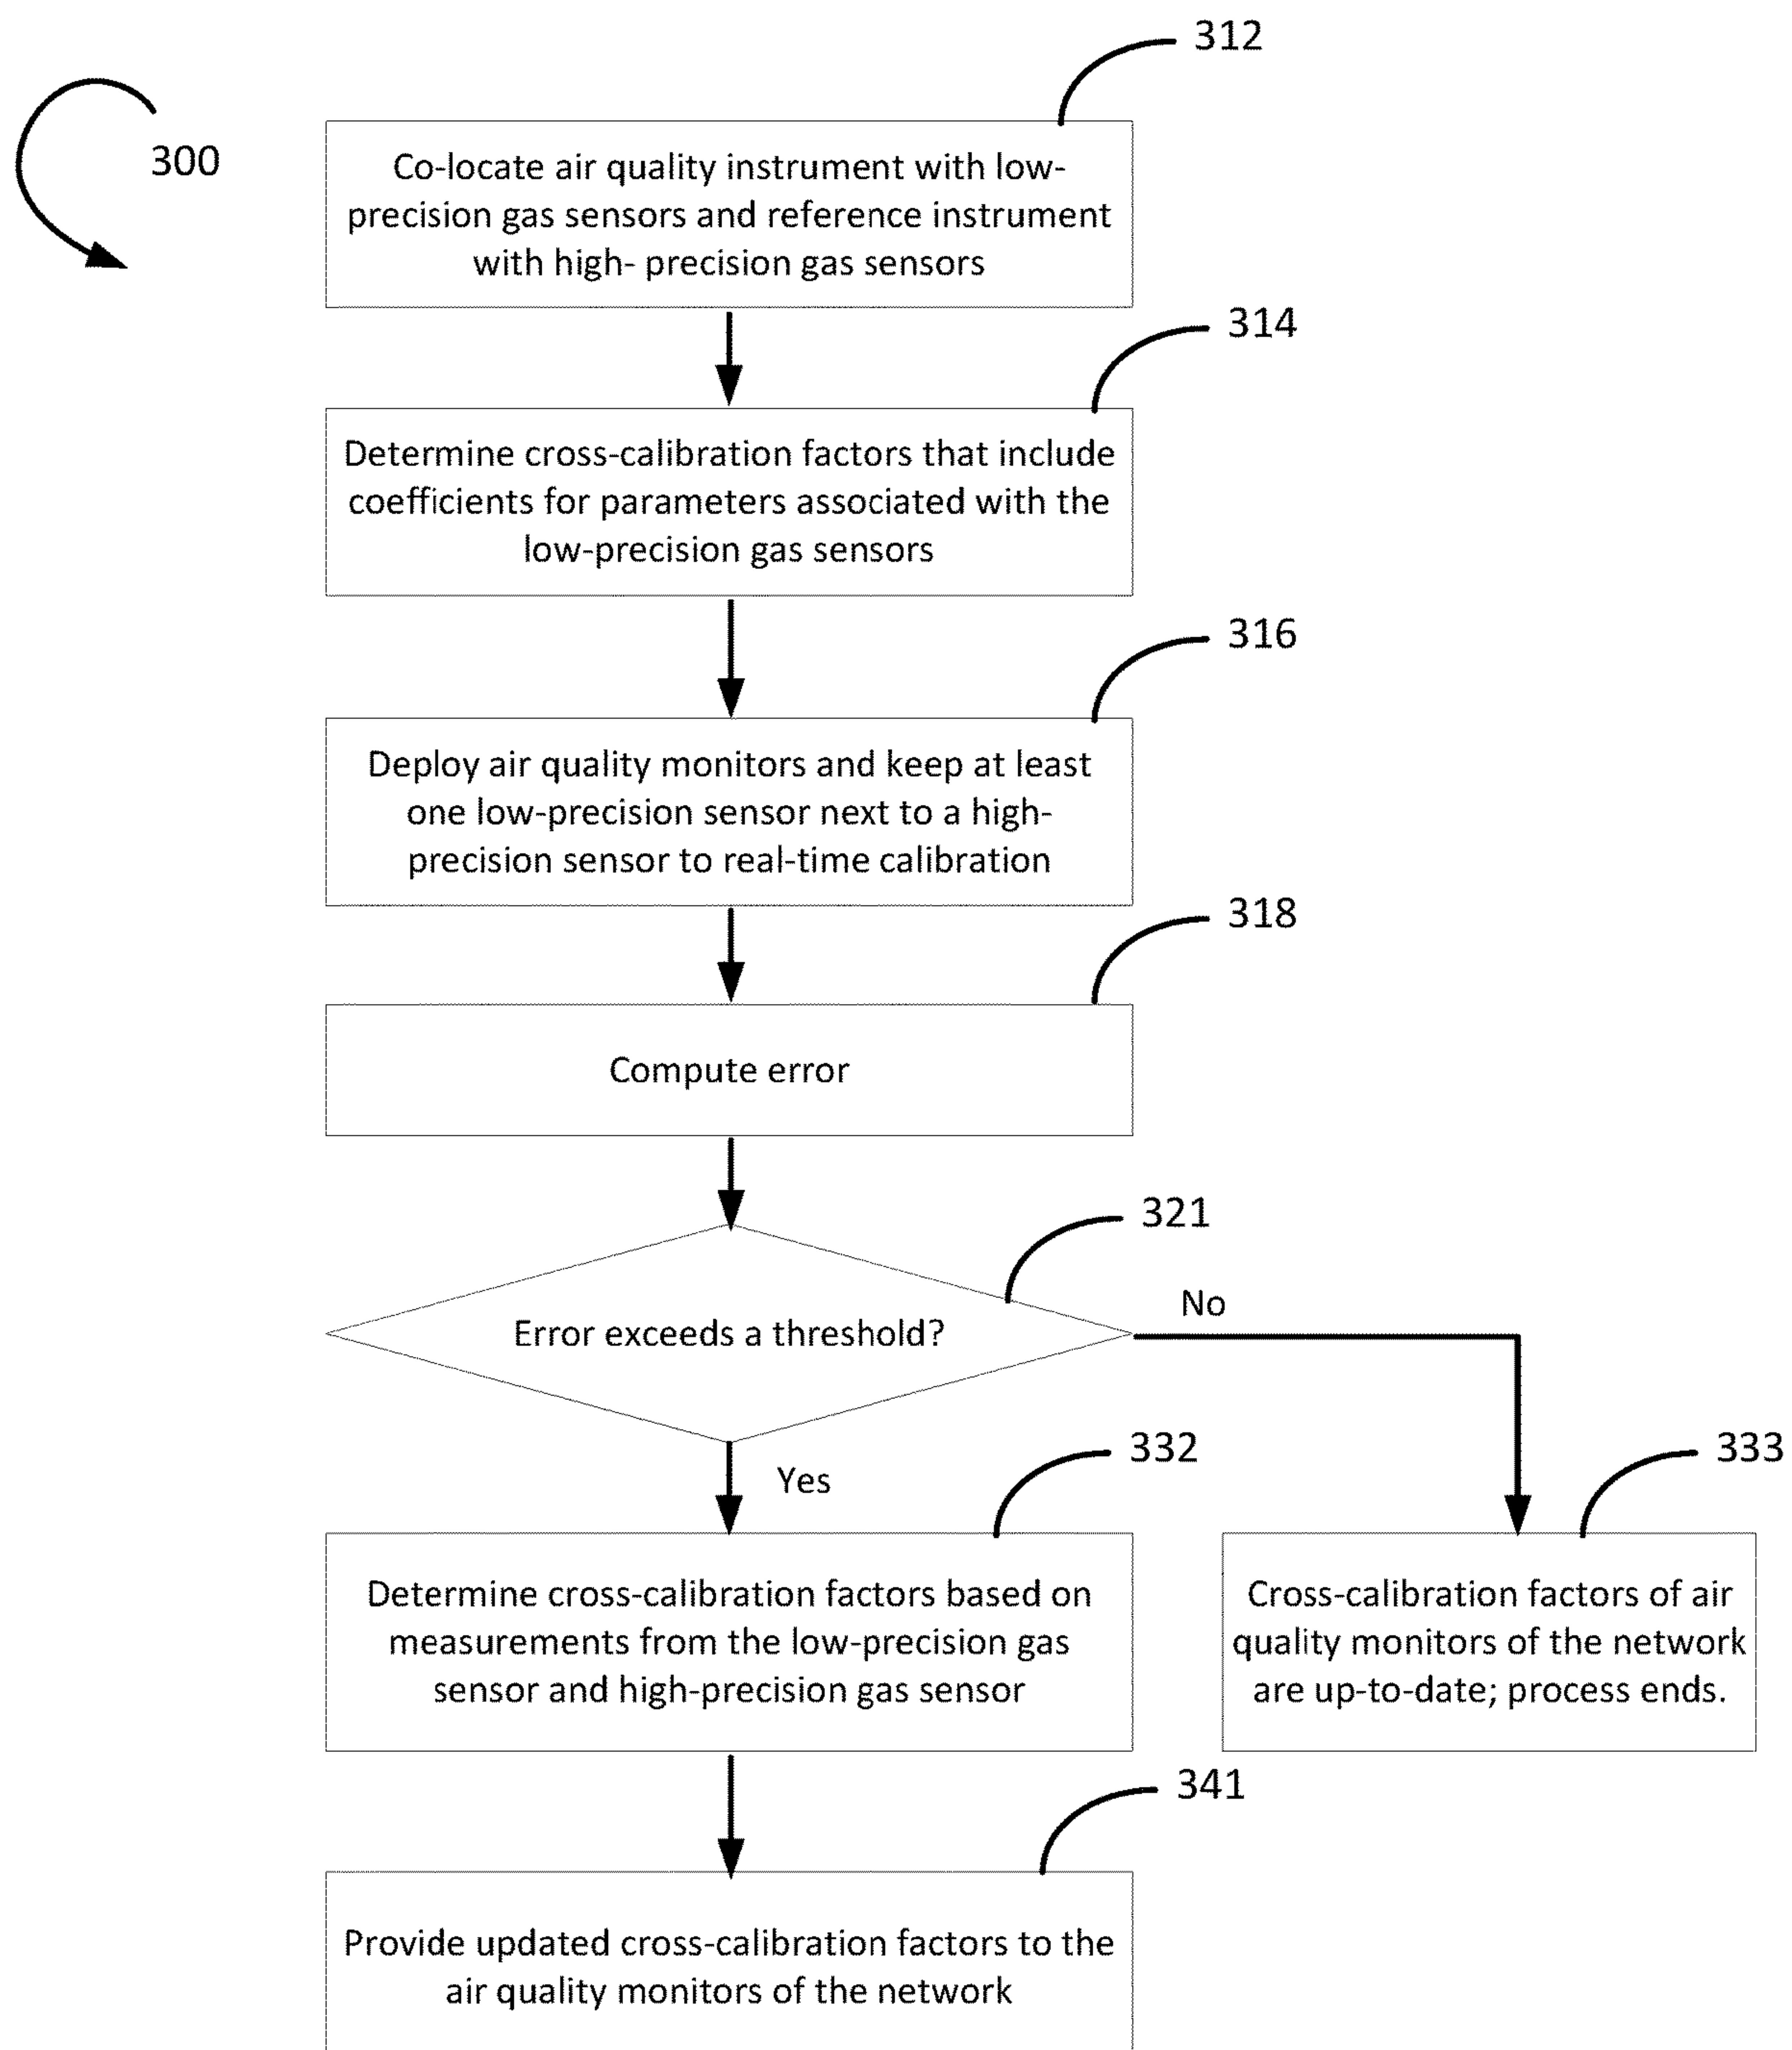 312
300
Co-locate air quality instrument with low-
precision gas sensors and reference instrument
with high- precision gas sensors
314
Determine cross-calibration factors that include
coefficients for parameters associated with the
low-precision gas sensors
316
Deploy air quality monitors and keep at least
one low-precision sensor next to a high-
precision sensor to real-time calibration
318
Compute error
321
Error exceeds a threshold?
No
Yes
332
333
Determine cross-calibration factors based on
measurements from the low-precision gas
sensor and high-precision gas sensor
Cross-calibration factors of air
quality monitors of the network
are up-to-date; process ends.
341
Provide updated cross-calibration factors to the
air quality monitors of the network